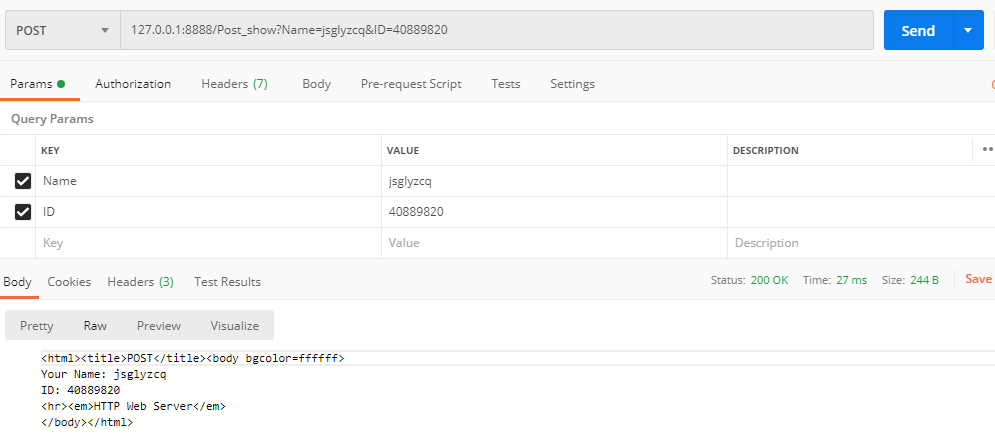 POST 127.0.0.1:8888/Post_show?Name=jsglyzcq&ID=40889820 Send
Params Authorization Headers (7) Body Pre-request Script Tests Settings
Query Params
KEY VALUE DESCRIPTION
Name jsglyzcq
ID 40889820
Key Value Description
Body Cookies Headers (3) Test Results Status: 200 OK Time: 27 ms Size: 244 B Save
Pretty Raw Preview Visualize
<html><title>POST</title><body bgcolor=ffffff>
Your Name: jsglyzcq
ID: 40889820
<hr><em>HTTP Web Server</em>
</body></html>